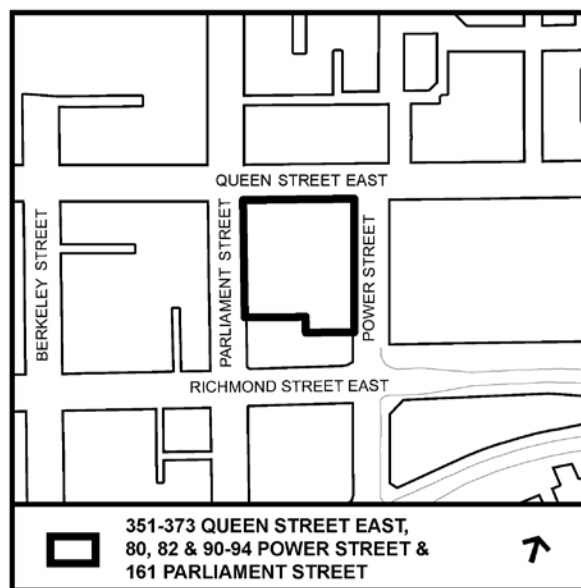 QUEEN STREET EAST
BERKELEY STREET
PARLIAMENT STREET
POWER STREET
RICHMOND STREET EAST
351-373 QUEEN STREET EAST,
80, 82 & 90-94 POWER STREET &
161 PARLIAMENT STREET